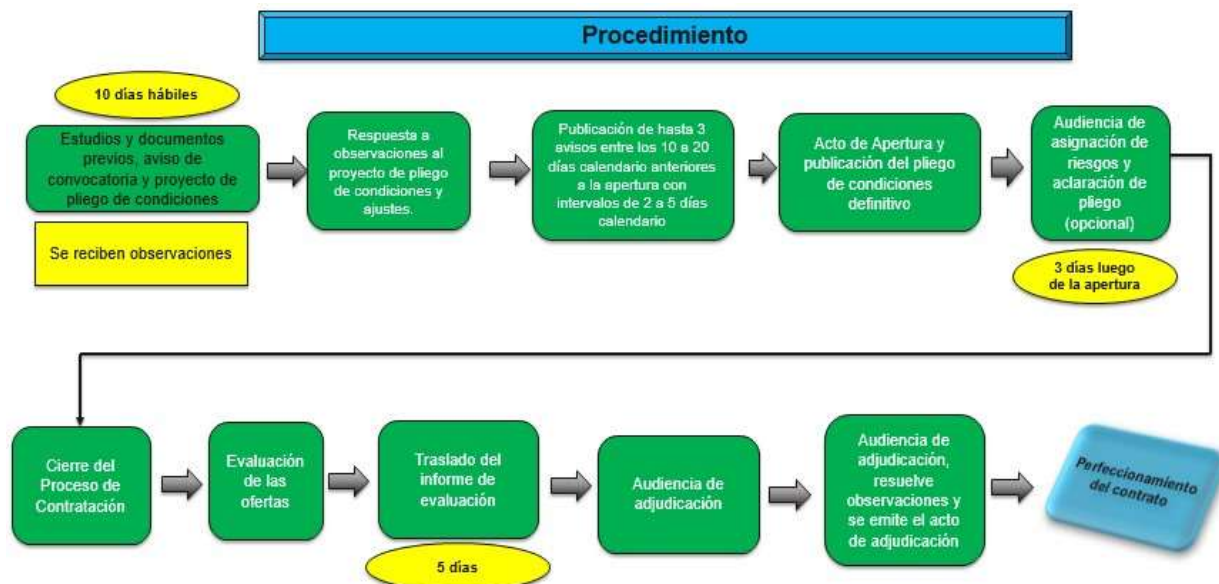 Procedimiento
10 días hábiles
Estudios y documentos
previos, aviso de
convocatoria y proyecto de
pliego de condiciones
Se reciben observaciones
Respuesta a
observaciones al
proyecto de pliego
de condiciones y
ajustes.
Publicación de hasta 3
avisos entre los 10 a 20
días calendario anteriores
a la apertura con
intervalos de 2 a 5 días
calendario
Acto de Apertura y
publicación del pliego
de condiciones
definitivo
Audiencia de
asignación de
riesgos y
aclaración de
pliego
(opcional)
3 días luego
de la apertura
Cierre del
Proceso de
Contratación
Evaluación
de las
ofertas
Traslado del
informe de
evaluación
5 días
Audiencia de
adjudicación
Audiencia de
adjudicación,
resuelve
observaciones y
se emite el acto
de adjudicación
Perfeccionamiento
del contrato